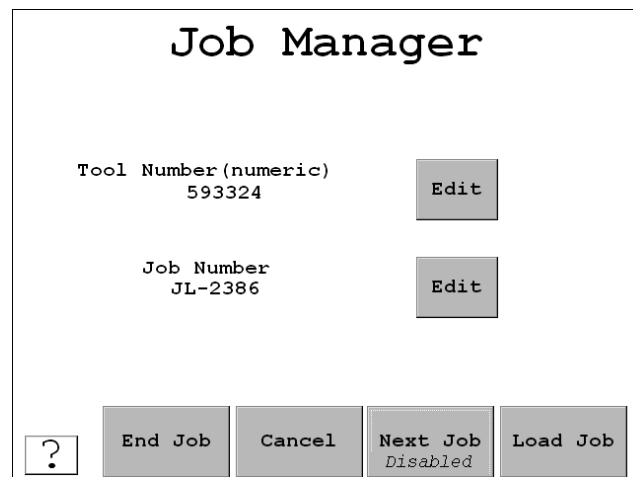 Job Manager
Tool Number(numeric)
593324
Edit
Job Number
JL-2386
Edit
?
End Job
Cancel
Next Job
Disabled
Load Job